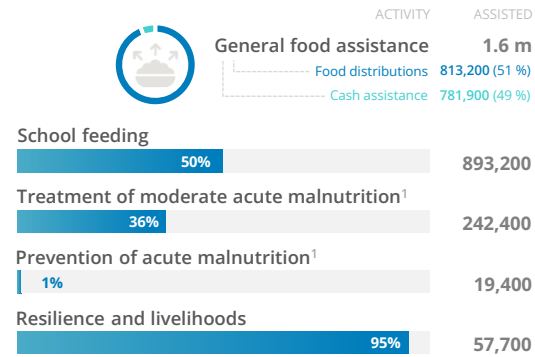 ACTIVITY ASSISTED
General food assistance 1.6 m
Food distributions 813,200 (51 %)
Cash assistance 781,900 (49 %)
School feeding
50% 893,200
Treatment of moderate acute malnutrition¹
36% 242,400
Prevention of acute malnutrition¹
1% 19,400
Resilience and livelihoods
95% 57,700